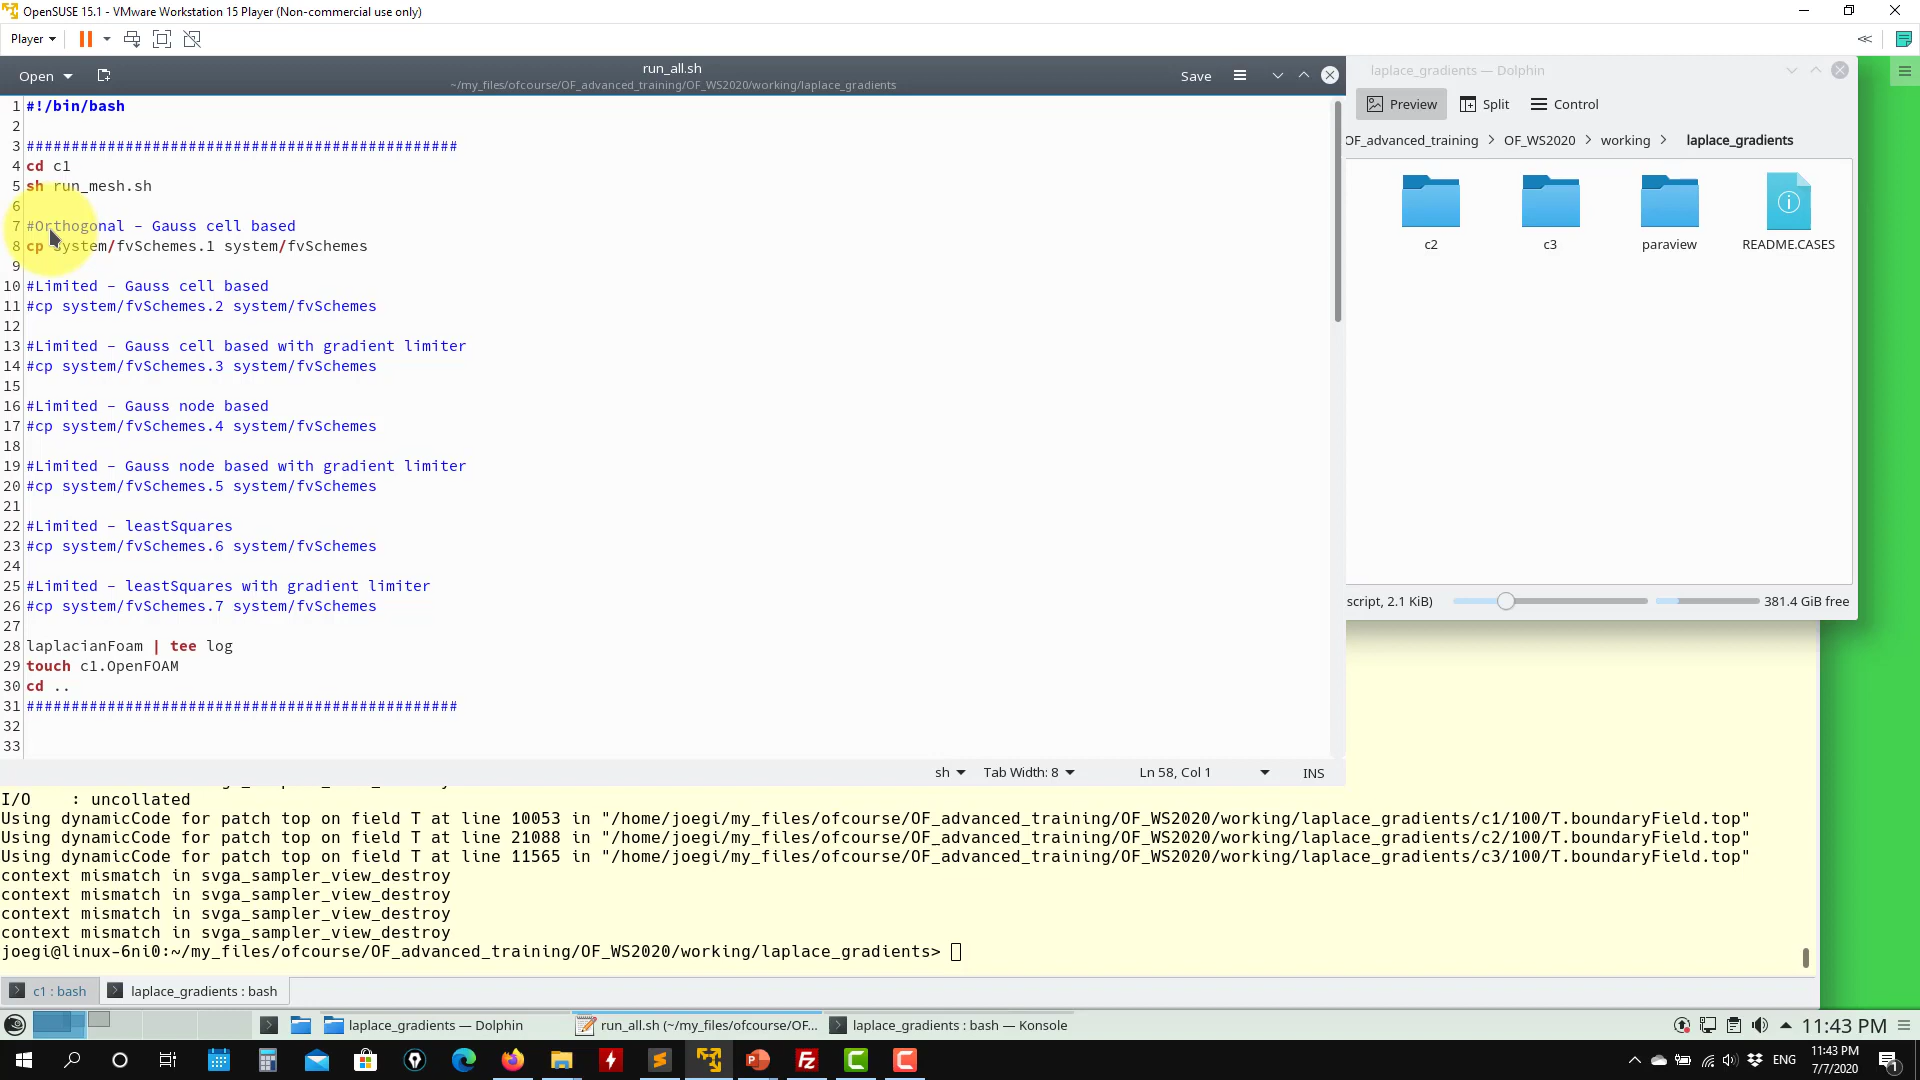 OpenSUSE 15.1 - VMware Workstation 15 Player (Non-commercial use only)
Player
Open
run_all.sh
~/my_files/ofcourse/OF_advanced_training/OF_WS2020/working/laplace_gradients
Save
1 #!/bin/bash
2
3 ################################################
4 cd c1
5 sh run_mesh.sh
6
7 #Orthogonal - Gauss cell based
8 cp system/fvSchemes.1 system/fvSchemes
9
10 #Limited - Gauss cell based
11 #cp system/fvSchemes.2 system/fvSchemes
12
13 #Limited - Gauss cell based with gradient limiter
14 #cp system/fvSchemes.3 system/fvSchemes
15
16 #Limited - Gauss node based
17 #cp system/fvSchemes.4 system/fvSchemes
18
19 #Limited - Gauss node based with gradient limiter
20 #cp system/fvSchemes.5 system/fvSchemes
21
22 #Limited - leastSquares
23 #cp system/fvSchemes.6 system/fvSchemes
24
25 #Limited - leastSquares with gradient limiter
26 #cp system/fvSchemes.7 system/fvSchemes
27
28 laplacianFoam | tee log
29 touch c1.OpenFOAM
30 cd ..
31 ################################################
32
33
sh Tab Width: 8 Ln 58, Col 1 INS
laplace_gradients — Dolphin
Preview Split Control
OF_advanced_training > OF_WS2020 > working > laplace_gradients
c2 c3 paraview README.CASES
script, 2.1 KiB) 381.4 GiB free
I/O    : uncollated
Using dynamicCode for patch top on field T at line 10053 in "/home/joegi/my_files/ofcourse/OF_advanced_training/OF_WS2020/working/laplace_gradients/c1/100/T.boundaryField.top"
Using dynamicCode for patch top on field T at line 21088 in "/home/joegi/my_files/ofcourse/OF_advanced_training/OF_WS2020/working/laplace_gradients/c2/100/T.boundaryField.top"
Using dynamicCode for patch top on field T at line 11565 in "/home/joegi/my_files/ofcourse/OF_advanced_training/OF_WS2020/working/laplace_gradients/c3/100/T.boundaryField.top"
context mismatch in svga_sampler_view_destroy
context mismatch in svga_sampler_view_destroy
context mismatch in svga_sampler_view_destroy
context mismatch in svga_sampler_view_destroy
joegi@linux-6ni0:~/my_files/ofcourse/OF_advanced_training/OF_WS2020/working/laplace_gradients>
c1 : bash laplace_gradients : bash
laplace_gradients — Dolphin run_all.sh (~/my_files/ofcourse/OF... laplace_gradients : bash — Konsole 11:43 PM
ENG 11:43 PM
7/7/2020